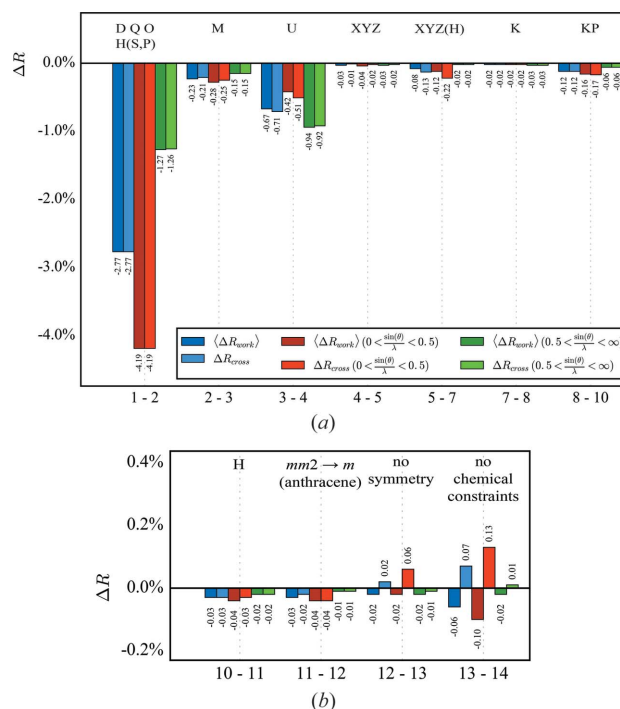 D Q O
H(S,P)
M
U
XYZ
XYZ(H)
K
KP
ΔR
0.0%
-1.0%
-2.0%
-3.0%
-4.0%
-2.77
-2.77
-4.19
-4.19
-1.27
-1.26
-0.23
-0.21
-0.28
-0.25
-0.15
-0.15
-0.67
-0.71
-0.42
-0.51
-0.94
-0.92
-0.03
-0.01
-0.04
-0.02
-0.03
-0.02
-0.08
-0.13
-0.12
-0.22
-0.02
-0.02
-0.02
-0.02
-0.02
-0.02
-0.03
-0.03
-0.12
-0.12
-0.16
-0.17
-0.06
-0.06
⟨ΔR_work⟩
⟨ΔR_work⟩ (0 < sin(θ)/λ < 0.5)
⟨ΔR_work⟩ (0.5 < sin(θ)/λ < ∞)
ΔR_cross
ΔR_cross (0 < sin(θ)/λ < 0.5)
ΔR_cross (0.5 < sin(θ)/λ < ∞)
1 - 2
2 - 3
3 - 4
4 - 5
5 - 7
7 - 8
8 - 10
(a)
H
mm2 → m
(anthracene)
no
symmetry
no
chemical
constraints
ΔR
0.4%
0.2%
0.0%
-0.2%
-0.03
-0.03
-0.04
-0.03
-0.02
-0.02
-0.03
-0.02
-0.04
-0.04
-0.01
-0.01
-0.02
0.02
-0.02
0.06
-0.02
-0.01
-0.06
0.07
-0.10
0.13
-0.02
0.01
10 - 11
11 - 12
12 - 13
13 - 14
(b)